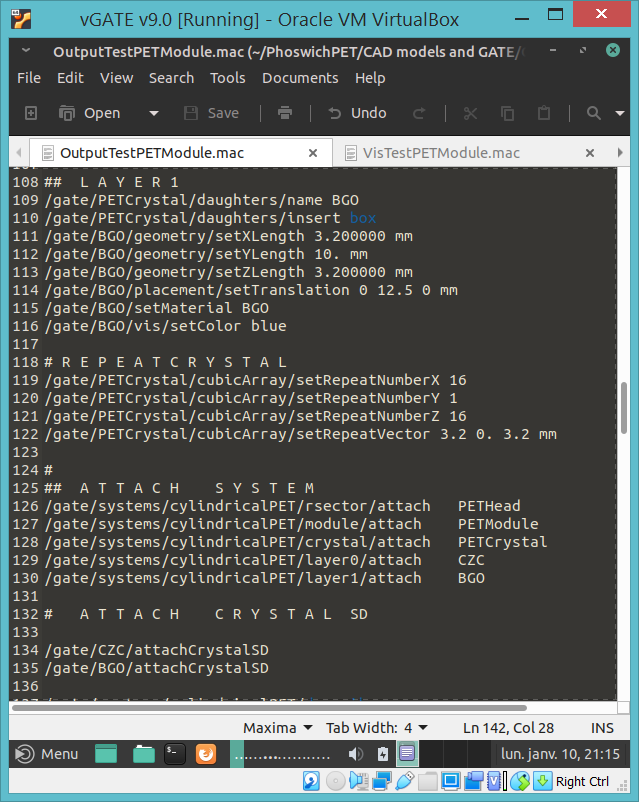 vGATE v9.0 [Running] - Oracle VM VirtualBox
OutputTestPETModule.mac (~/PhoswichPET/CAD models and GATE/
File Edit View Search Tools Documents Help
Open Save Undo
OutputTestPETModule.mac VisTestPETModule.mac
108 ## L A Y E R 1
109 /gate/PETCrystal/daughters/name BGO
110 /gate/PETCrystal/daughters/insert box
111 /gate/BGO/geometry/setXLength 3.200000 mm
112 /gate/BGO/geometry/setYLength 10. mm
113 /gate/BGO/geometry/setZLength 3.200000 mm
114 /gate/BGO/placement/setTranslation 0 12.5 0 mm
115 /gate/BGO/setMaterial BGO
116 /gate/BGO/vis/setColor blue
117
118 # R E P E A T C R Y S T A L
119 /gate/PETCrystal/cubicArray/setRepeatNumberX 16
120 /gate/PETCrystal/cubicArray/setRepeatNumberY 1
121 /gate/PETCrystal/cubicArray/setRepeatNumberZ 16
122 /gate/PETCrystal/cubicArray/setRepeatVector 3.2 0. 3.2 mm
123
124 #
125 ## A T T A C H S Y S T E M
126 /gate/systems/cylindricalPET/rsector/attach PETHead
127 /gate/systems/cylindricalPET/module/attach PETModule
128 /gate/systems/cylindricalPET/crystal/attach PETCrystal
129 /gate/systems/cylindricalPET/layer0/attach CZC
130 /gate/systems/cylindricalPET/layer1/attach BGO
131
132 # A T T A C H C R Y S T A L SD
133
134 /gate/CZC/attachCrystalSD
135 /gate/BGO/attachCrystalSD
136
Maxima Tab Width: 4 Ln 142, Col 28 INS
Menu lun. janv. 10, 21:15
Right Ctrl